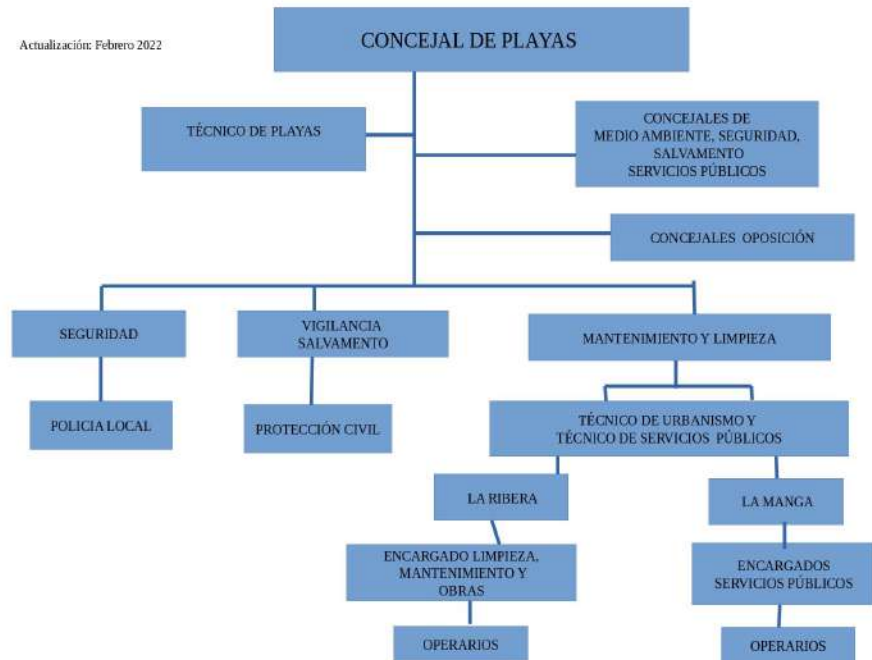 CONCEJAL DE PLAYAS
Actualización: Febrero 2022
TÉCNICO DE PLAYAS
CONCEJALES DE
MEDIO AMBIENTE, SEGURIDAD,
SALVAMENTO
SERVICIOS PÚBLICOS
CONCEJALES OPOSICIÓN
SEGURIDAD
VIGILANCIA
SALVAMENTO
MANTENIMIENTO Y LIMPIEZA
POLICIA LOCAL
PROTECCIÓN CIVIL
TÉCNICO DE URBANISMO Y
TÉCNICO DE SERVICIOS PÚBLICOS
LA RIBERA
LA MANGA
ENCARGADO LIMPIEZA,
MANTENIMIENTO Y
OBRAS
ENCARGADOS
SERVICIOS PÚBLICOS
OPERARIOS
OPERARIOS